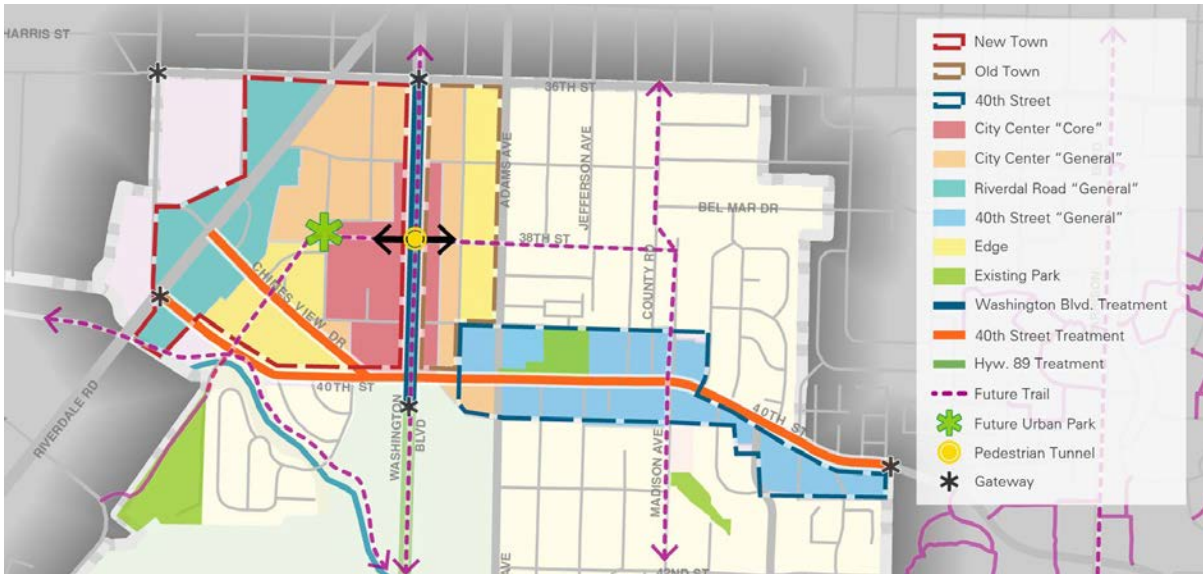 HARRIS ST
36TH ST
ADAMS AVE
JEFFERSON AVE
BEL MAR DR
38TH ST
COUNTY RD
CHIEFS VIEW DR
40TH ST
40TH ST
RIVERDALE RD
WASHINGTON
BLVD
MADISON AVE
AVE
42ND ST
New Town
Old Town
40th Street
City Center “Core”
City Center “General”
Riverdal Road “General”
40th Street “General”
Edge
Existing Park
Washington Blvd. Treatment
40th Street Treatment
Hyw. 89 Treatment
Future Trail
Future Urban Park
Pedestrian Tunnel
Gateway